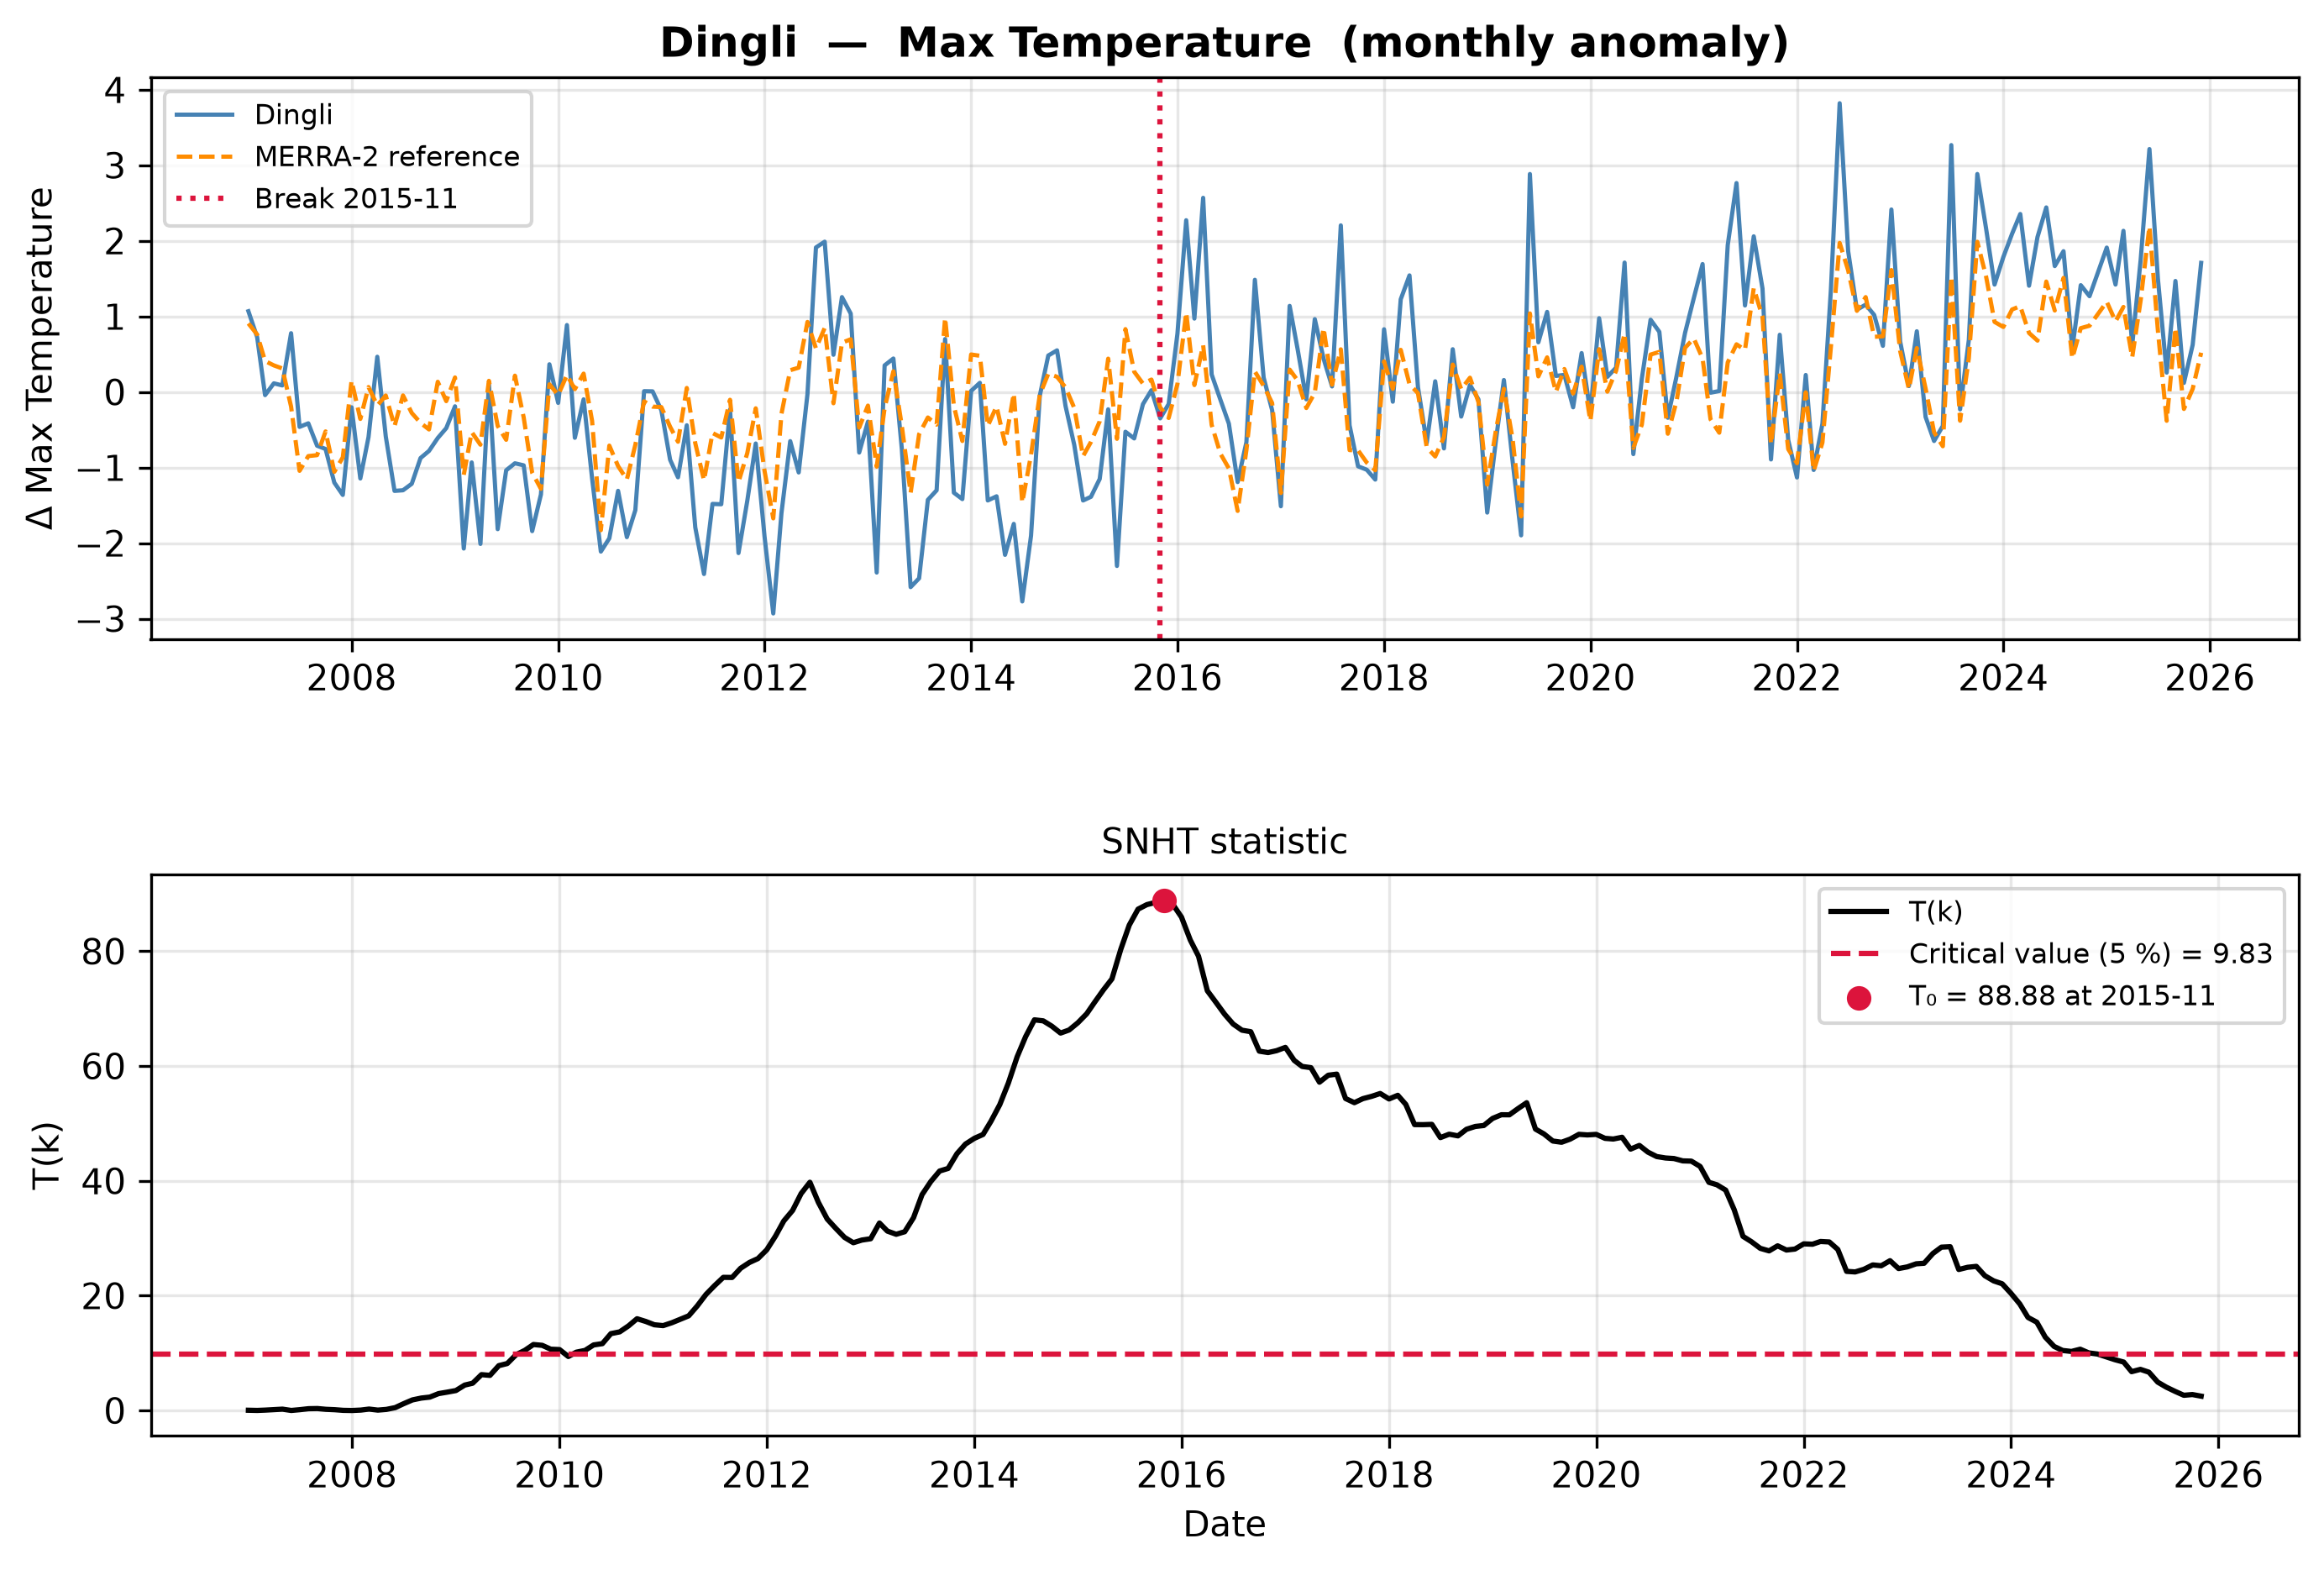 Dingli — Max Temperature (monthly anomaly)
Δ Max Temperature
4
3
2
1
0
−1
−2
−3
Dingli
MERRA-2 reference
Break 2015-11
2008 2010 2012 2014 2016 2018 2020 2022 2024 2026
SNHT statistic
T(k)
80
60
40
20
0
T(k)
Critical value (5 %) = 9.83
T₀ = 88.88 at 2015-11
2008 2010 2012 2014 2016 2018 2020 2022 2024 2026
Date